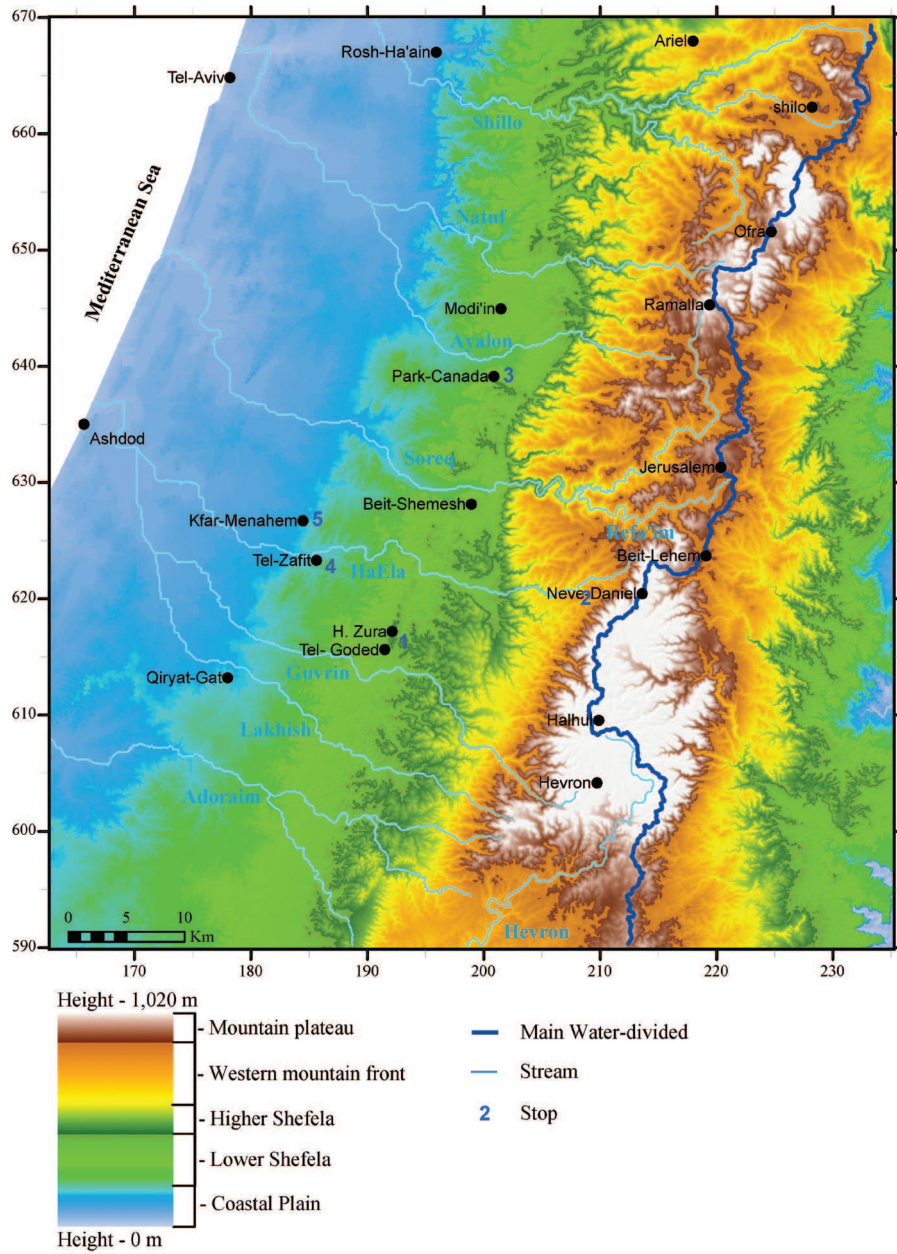 670
660
650
640
630
620
610
600
590
Rosh-Ha'ain
Ariel
Tel-Aviv
shilo
Shillo
Mediterranean Sea
Natuf
Ofra
Modi'in
Ramalla
Ayalon
Park-Canada
3
Ashdod
Soreq
Jerusalem
Beit-Shemesh
Kfar-Menahem
5
Refa'im
Beit-Lehem
Tel-Zafit
4
HaEla
Neve-Daniel
2
H. Zura
1
Tel- Goded
Guvrin
Qiryat-Gat
Halhul
Lakhish
Hevron
Adoraim
Hevron
0 5 10
Km
170 180 190 200 210 220 230
Height - 1,020 m
- Mountain plateau
- Western mountain front
- Higher Shefela
- Lower Shefela
- Coastal Plain
Height - 0 m
Main Water-divided
Stream
2 Stop